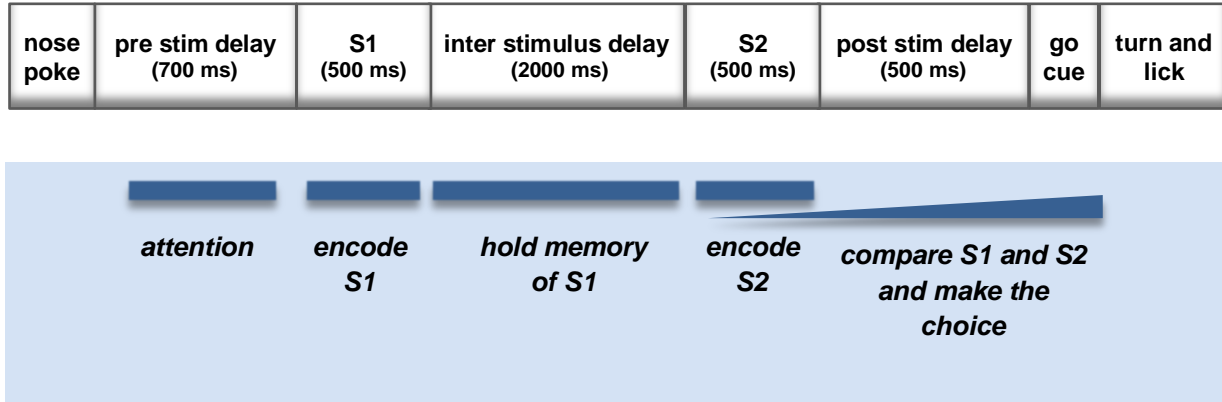 nose
poke
pre stim delay
(700 ms)
S1
(500 ms)
inter stimulus delay
(2000 ms)
S2
(500 ms)
post stim delay
(500 ms)
go
cue
turn and
lick
attention
encode
S1
hold memory
of S1
encode
S2
compare S1 and S2
and make the
choice